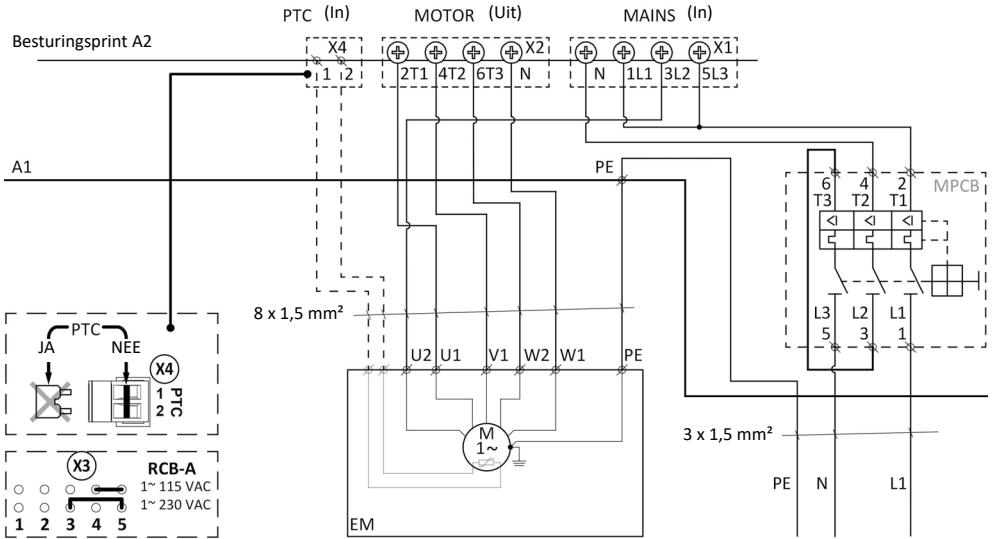 PTC (In) MOTOR (Uit) MAINS (In)
Besturingsprint A2
X4 X2 X1
1 2 2T1 4T2 6T3 N N 1L1 3L2 5L3
A1 PE
MPCB
6 4 2
T3 T2 T1
8 x 1,5 mm²
L3 L2 L1
5 3 1
PTC
JA NEE
X4
1
2
PTC
U2 U1 V1 W2 W1 PE
M
1~
3 x 1,5 mm²
X3 RCB-A
1~ 115 VAC
1~ 230 VAC
1 2 3 4 5
PE N L1
EM